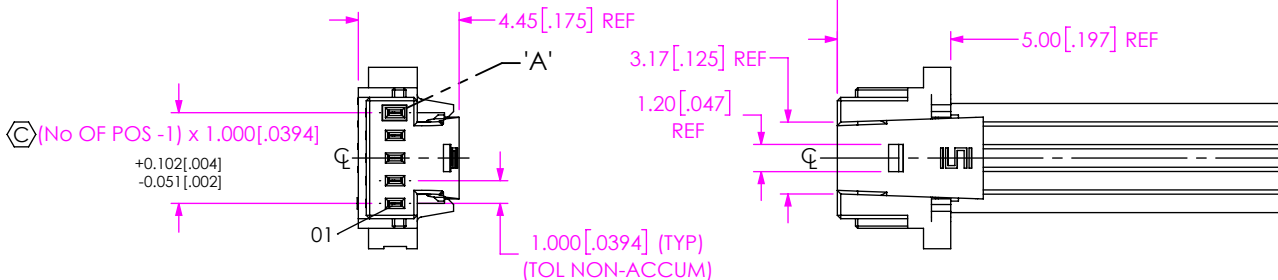 4.45[.175] REF
'A'
C (No OF POS -1) x 1.000[.0394]
+0.102[.004]
-0.051[.002]
℄
01
1.000[.0394] (TYP)
(TOL NON-ACCUM)
5.00[.197] REF
3.17[.125] REF
1.20[.047]
REF
℄